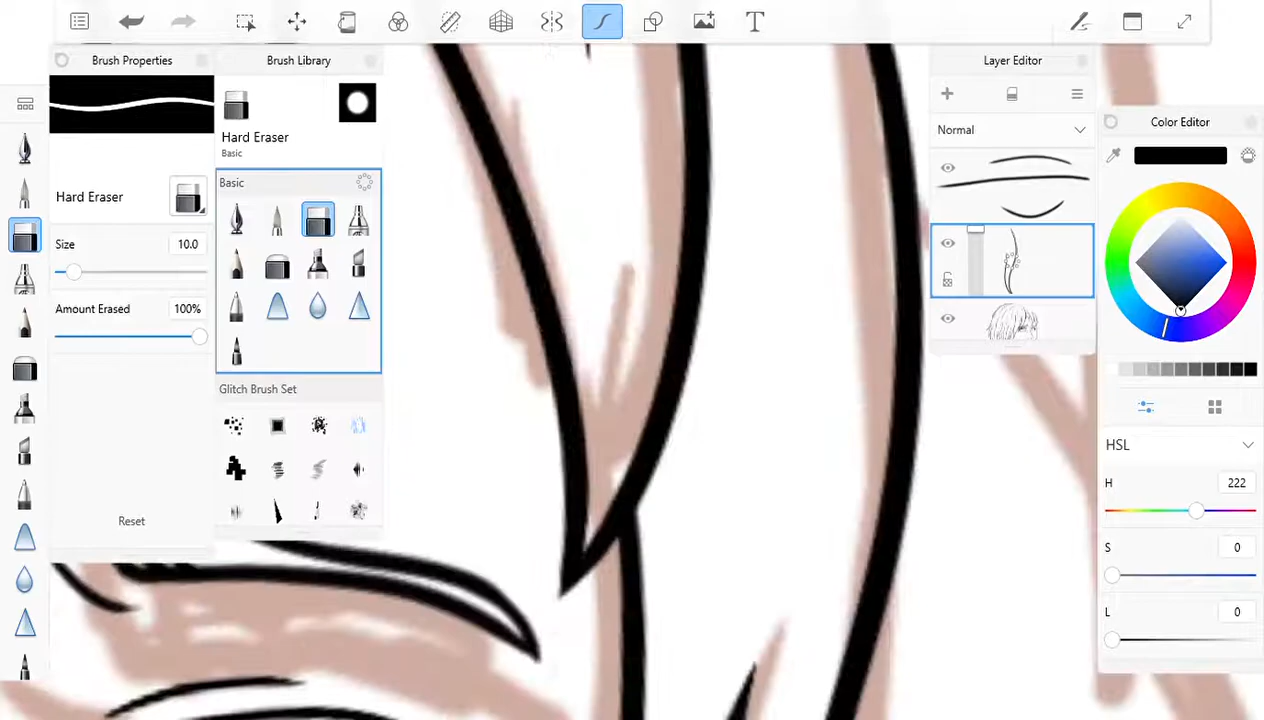 T
Brush Properties
Hard Eraser
Size
10.0
Amount Erased
100%
Reset
Brush Library
Hard Eraser
Basic
Basic
Glitch Brush Set
Layer Editor
Normal
Color Editor
HSL
H
222
S
0
L
0